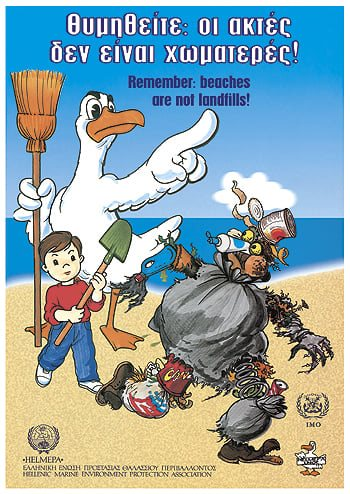 Θυμηθείτε: οι ακτές
δεν είναι χωματερές!
Remember: beaches
are not landfills!
IMO
•HELMEPA•
ΕΛΛΗΝΙΚΗ ΕΝΩΣΗ ΠΡΟΣΤΑΣΙΑΣ ΘΑΛΑΣΣΙΟΥ ΠΕΡΙΒΑΛΛΟΝΤΟΣ
HELLENIC MARINE ENVIRONMENT PROTECTION ASSOCIATION